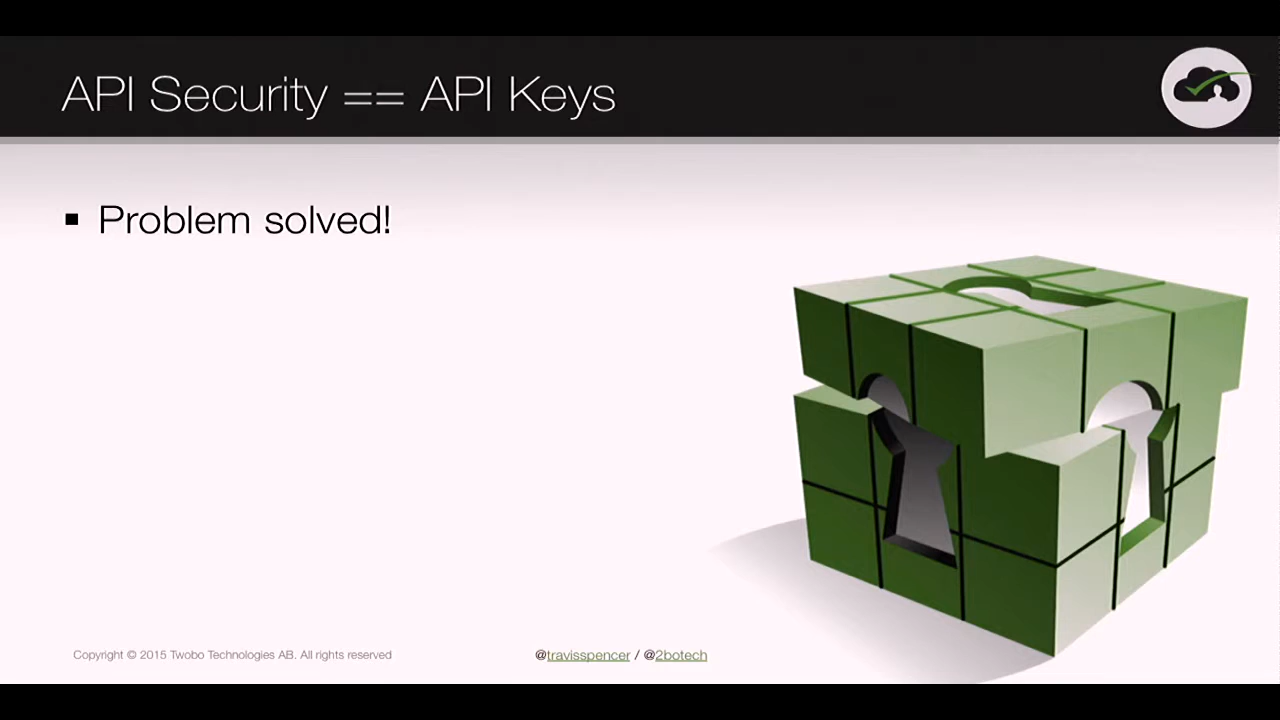 API Security == API Keys
▪ Problem solved!
Copyright © 2015 Twobo Technologies AB. All rights reserved
@travisspencer / @2botech